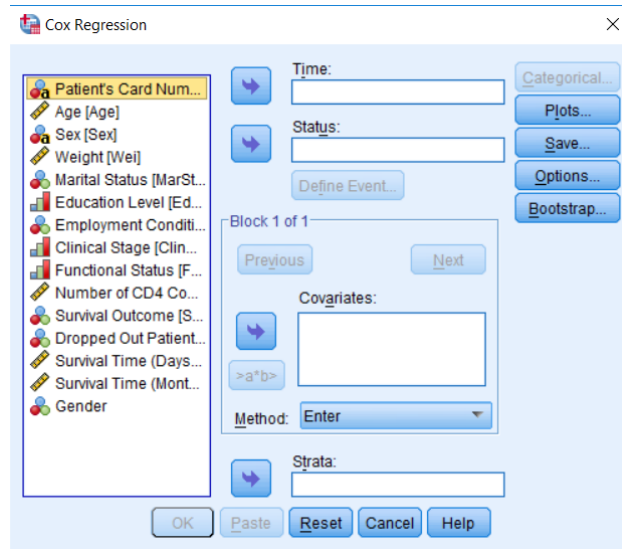 Cox Regression
Patient's Card Num...
Age [Age]
Sex [Sex]
Weight [Wei]
Marital Status [MarSt...
Education Level [Ed...
Employment Conditi...
Clinical Stage [Clin...
Functional Status [F...
Number of CD4 Co...
Survival Outcome [S...
Dropped Out Patient...
Survival Time (Days...
Survival Time (Mont...
Gender
Time:
Status:
Define Event...
Block 1 of 1
Previous
Next
Covariates:
>a*b>
Method:
Enter
Strata:
Categorical...
Plots...
Save...
Options...
Bootstrap...
OK
Paste
Reset
Cancel
Help